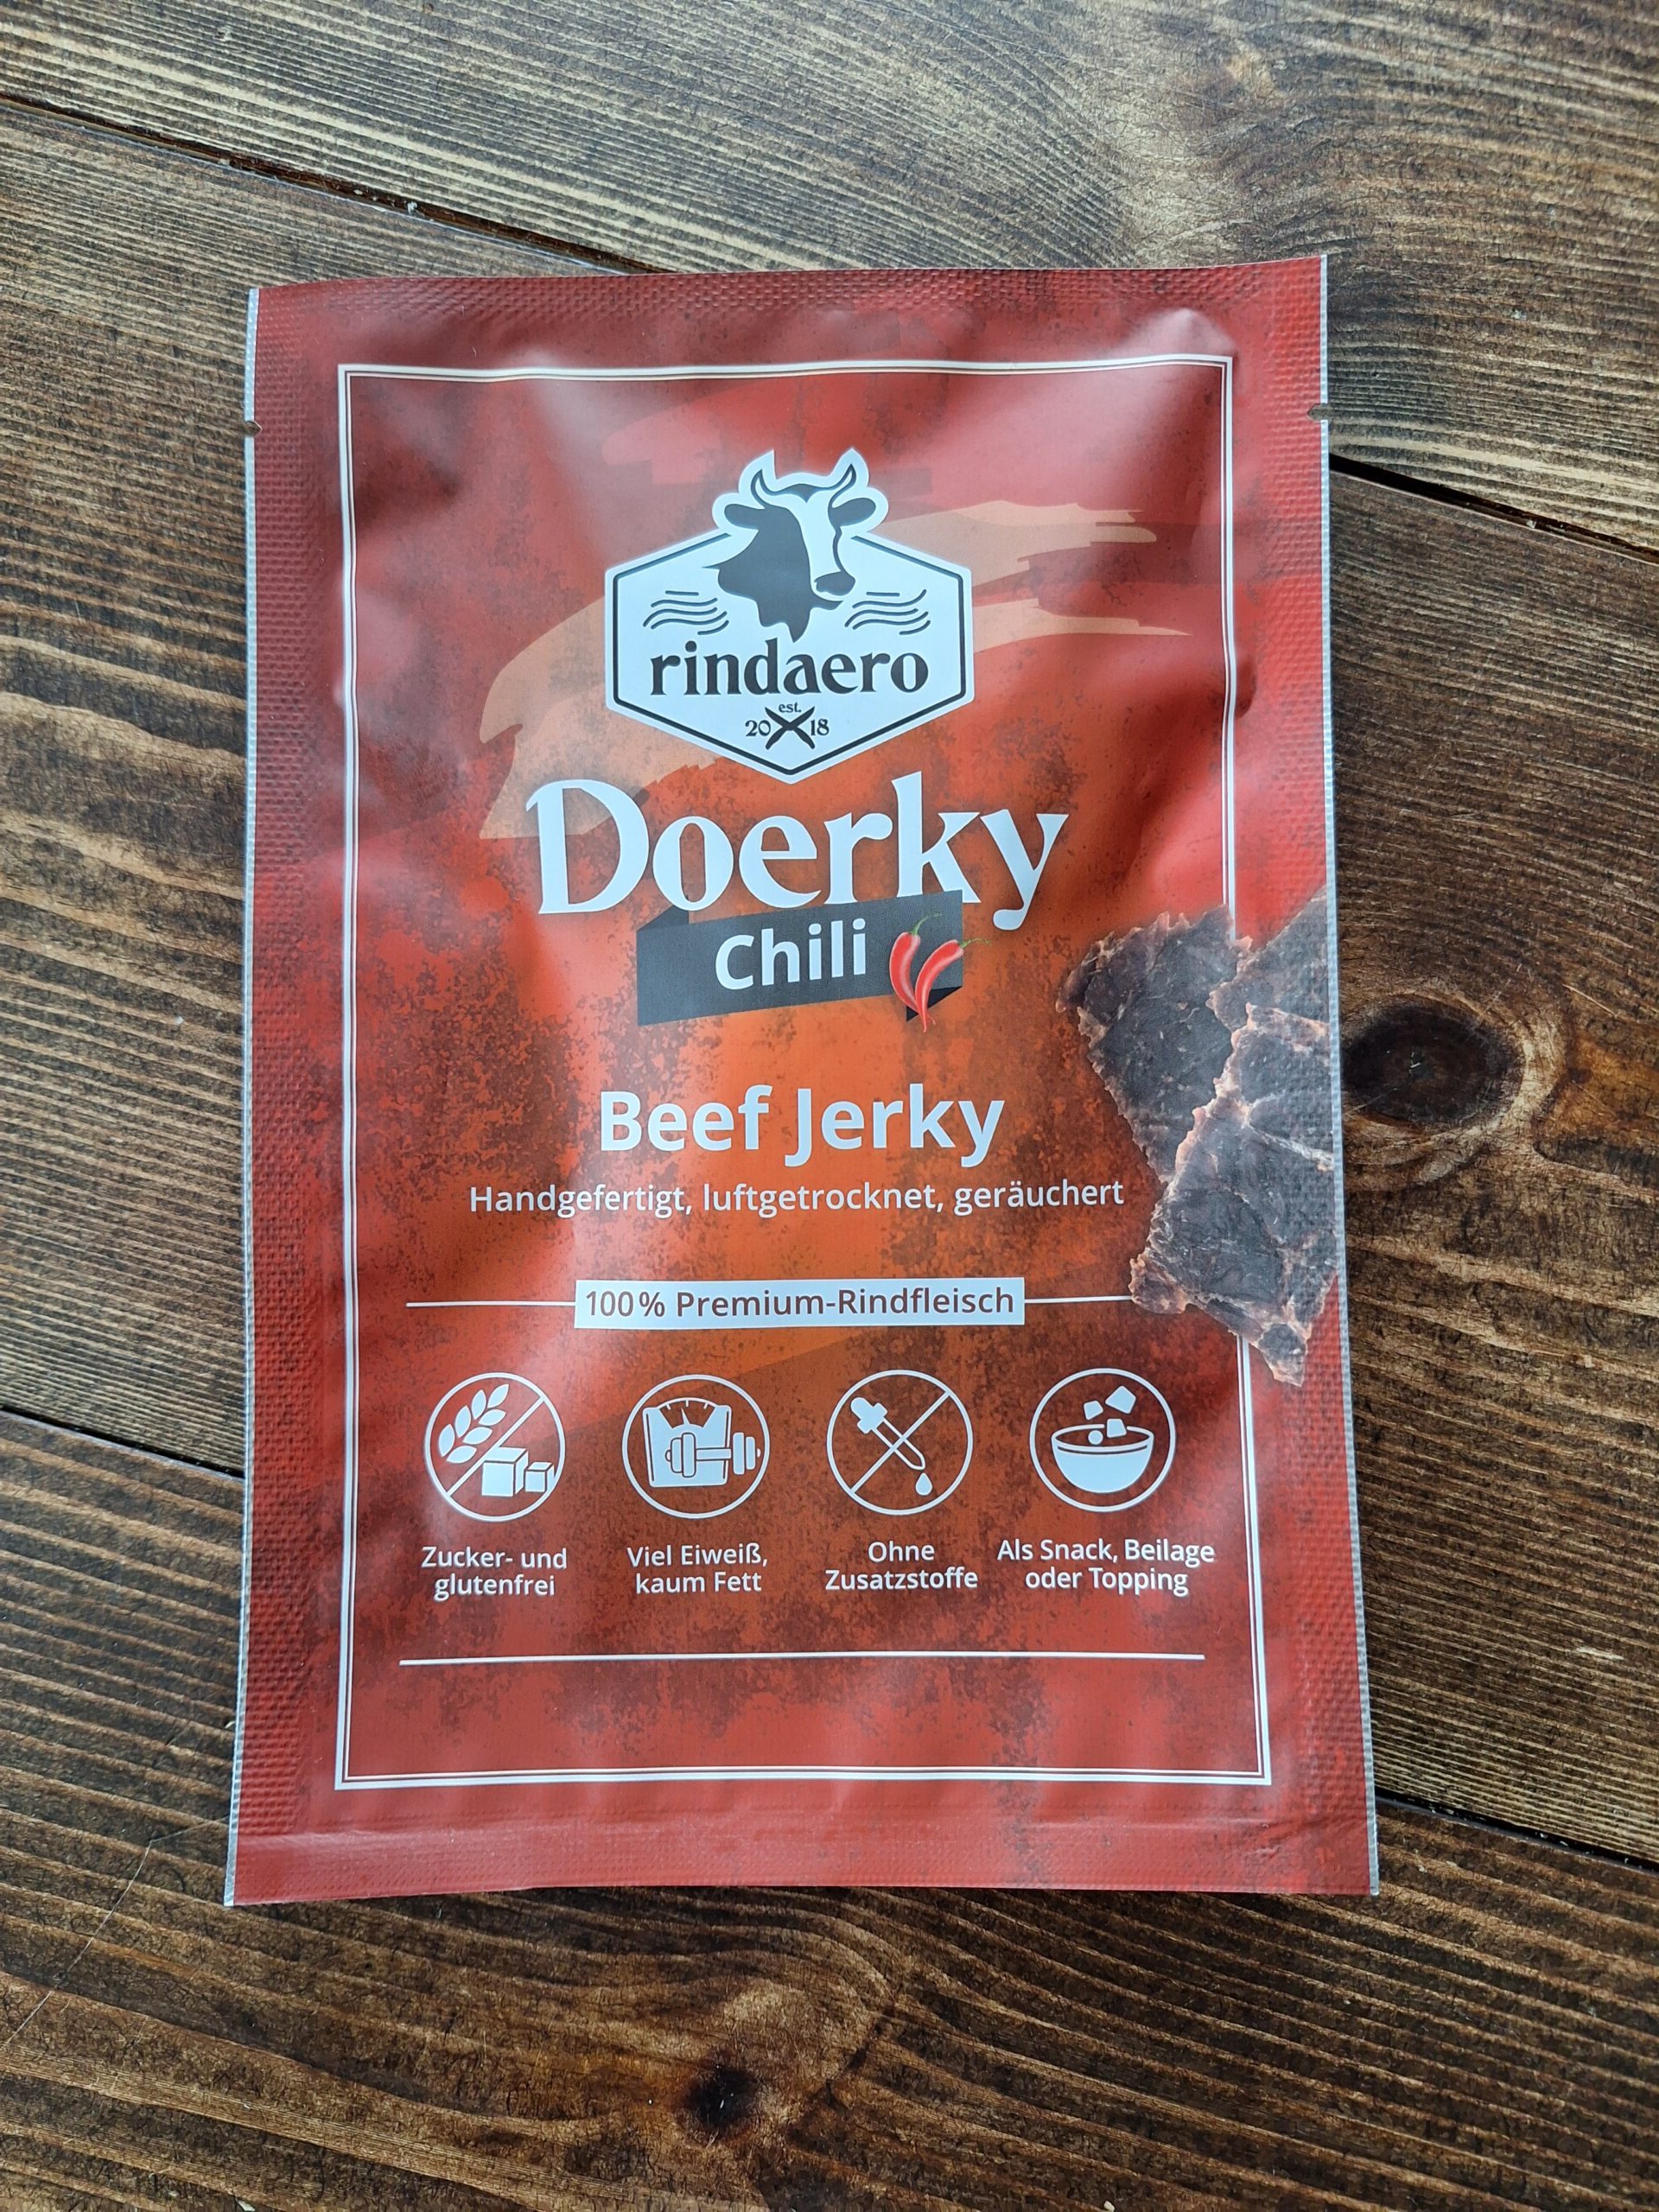 rindaero
est.
20 18
Doerky
Chili
Beef Jerky
Handgefertigt, luftgetrocknet, geräuchert
100% Premium-Rindfleisch
Zucker- und
glutenfrei
Viel Eiweiß,
kaum Fett
Ohne
Zusatzstoffe
Als Snack, Beilage
oder Topping